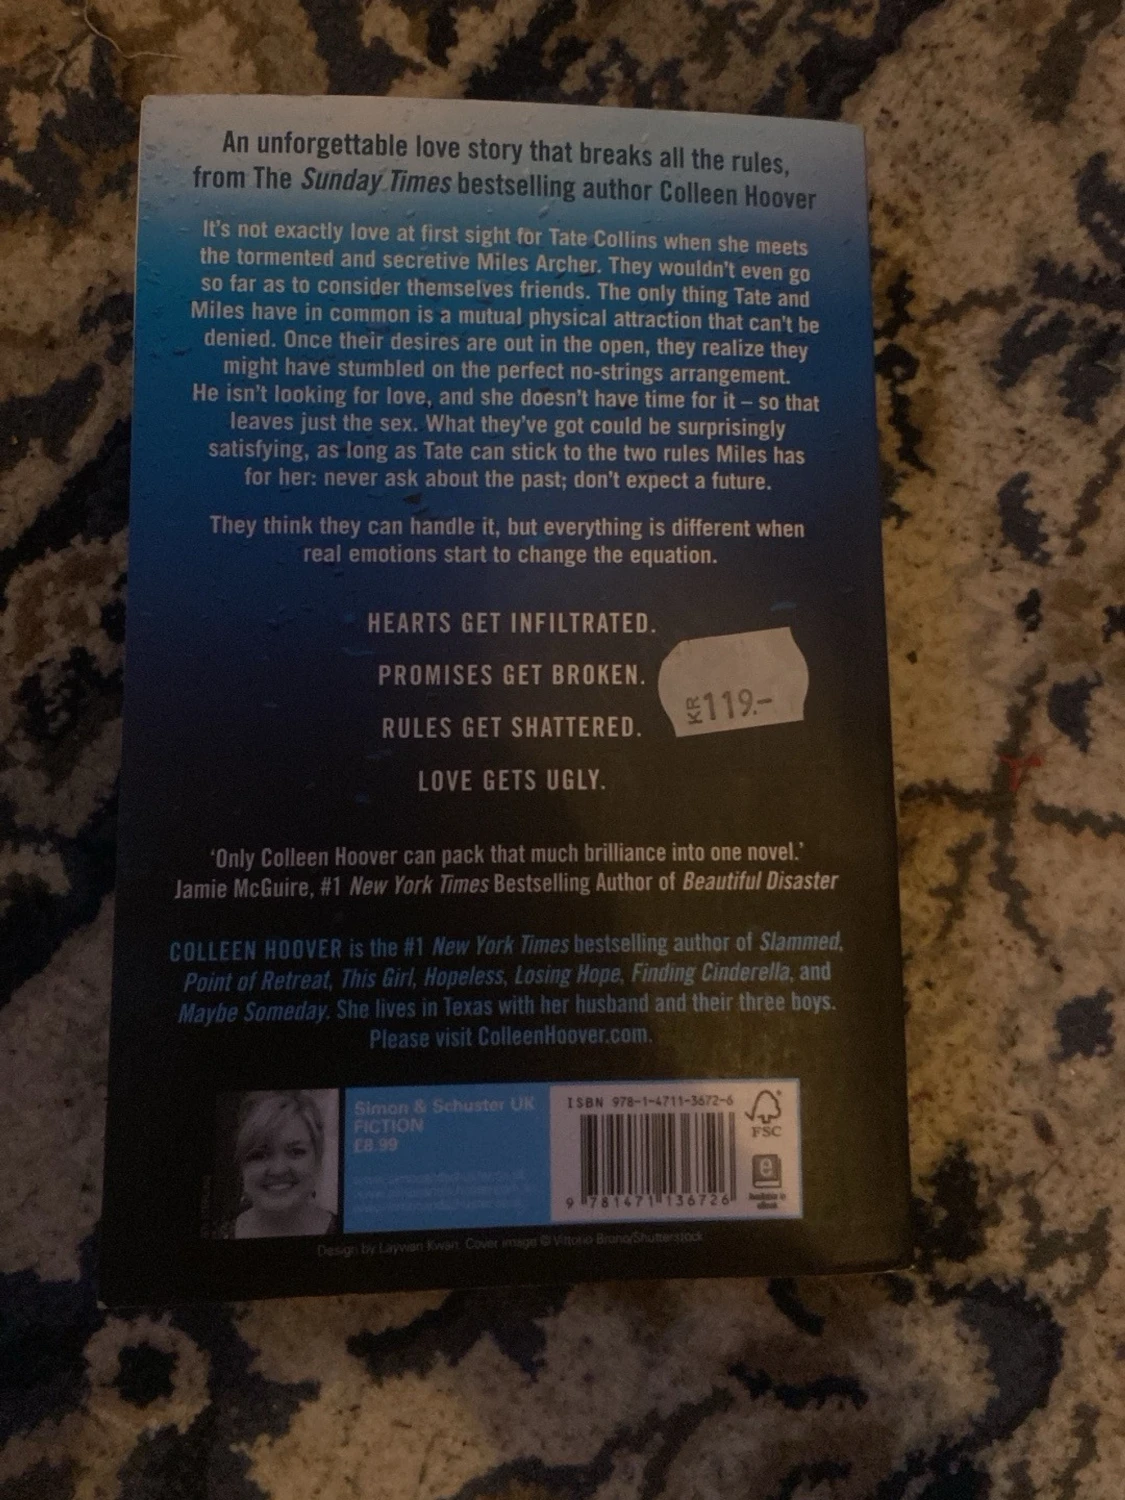 An unforgettable love story that breaks all the rules,
from The Sunday Times bestselling author Colleen Hoover
It's not exactly love at first sight for Tate Collins when she meets
the tormented and secretive Miles Archer. They wouldn't even go
so far as to consider themselves friends. The only thing Tate and
Miles have in common is a mutual physical attraction that can't be
denied. Once their desires are out in the open, they realize they
might have stumbled on the perfect no-strings arrangement.
He isn't looking for love, and she doesn't have time for it – so that
leaves just the sex. What they've got could be surprisingly
satisfying, as long as Tate can stick to the two rules Miles has
for her: never ask about the past; don't expect a future.
They think they can handle it, but everything is different when
real emotions start to change the equation.
HEARTS GET INFILTRATED.
PROMISES GET BROKEN.
KR 119.-
RULES GET SHATTERED.
LOVE GETS UGLY.
'Only Colleen Hoover can pack that much brilliance into one novel.'
Jamie McGuire, #1 New York Times Bestselling Author of Beautiful Disaster
COLLEEN HOOVER is the #1 New York Times bestselling author of Slammed,
Point of Retreat, This Girl, Hopeless, Losing Hope, Finding Cinderella, and
Maybe Someday. She lives in Texas with her husband and their three boys.
Please visit ColleenHoover.com.
Simon & Schuster UK
FICTION
£8.99
ISBN 978-1-4711-3672-6
9 781471 136726
FSC
e
Design by Laywan Kwan. Cover image © Vittorio Bruno/Shutterstock